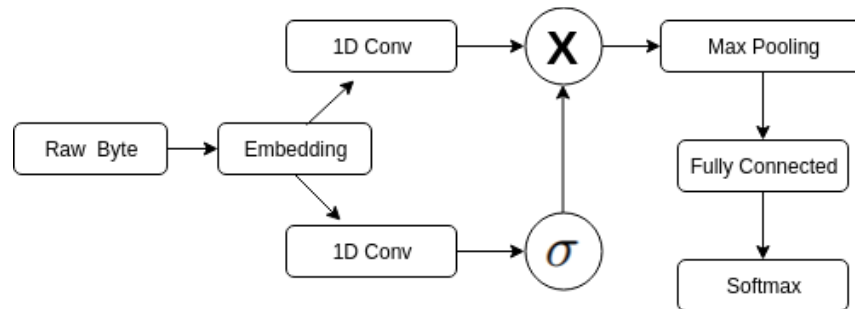 1D Conv
X
Max Pooling
Raw Byte
Embedding
Fully Connected
1D Conv
σ
Softmax